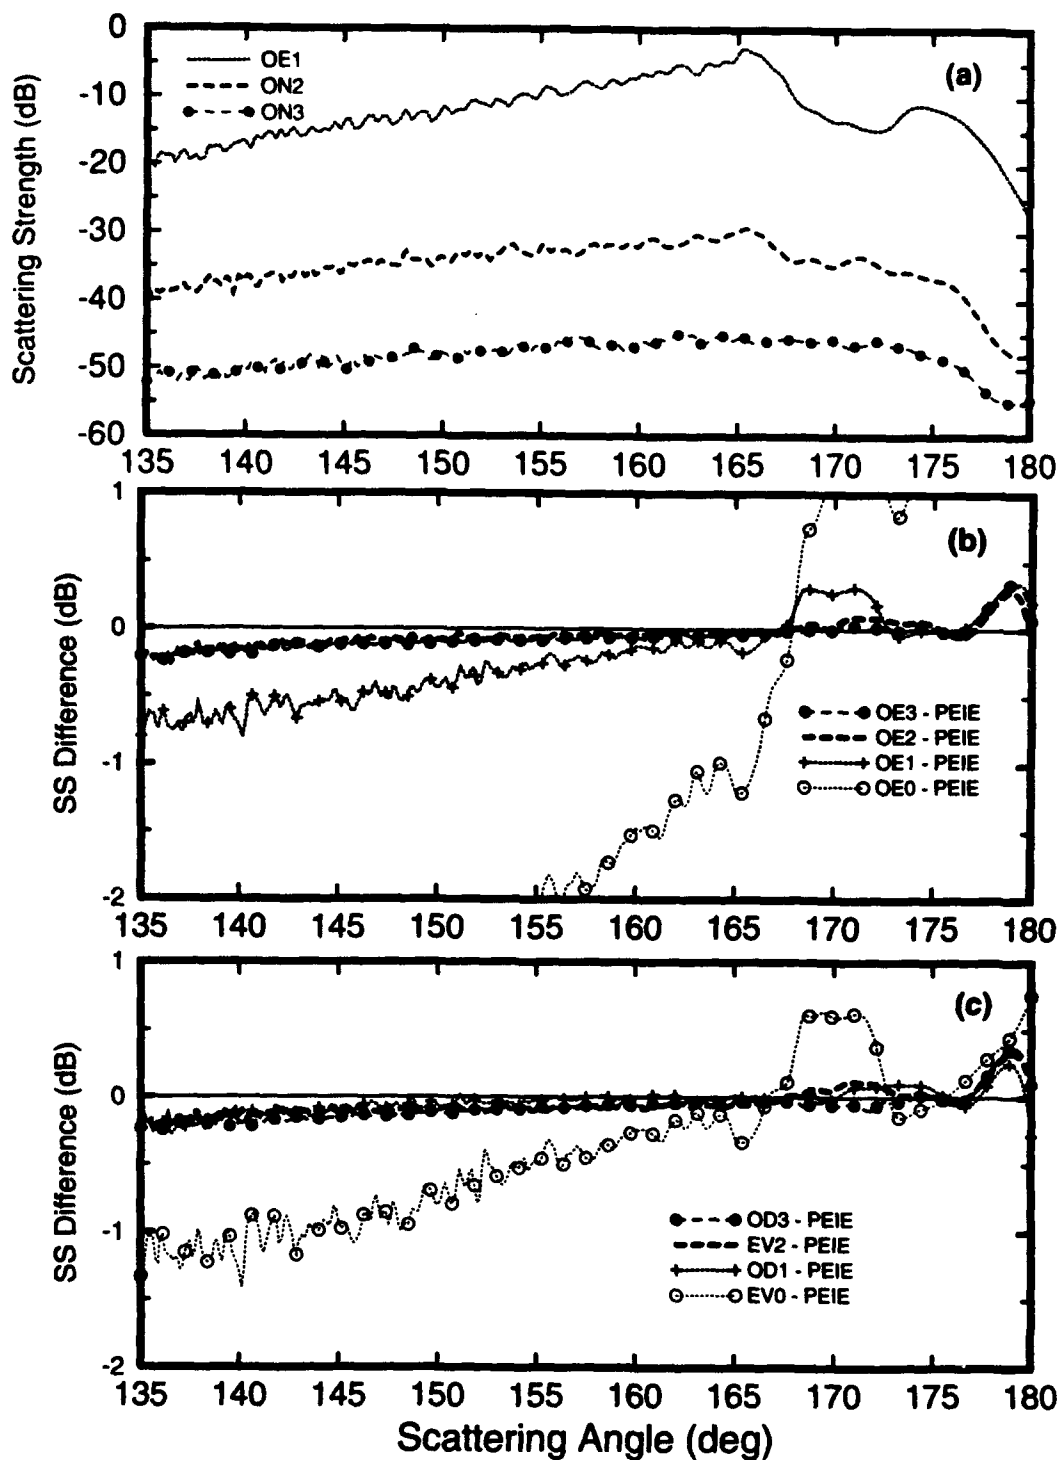 0
-10
-20
-30
-40
-50
-60
Scattering Strength (dB)
OE1
ON2
ON3
(a)
135 140 145 150 155 160 165 170 175 180
1
0
-1
-2
SS Difference (dB)
(b)
OE3 - PEIE
OE2 - PEIE
OE1 - PEIE
OE0 - PEIE
135 140 145 150 155 160 165 170 175 180
1
0
-1
-2
SS Difference (dB)
(c)
OD3 - PEIE
EV2 - PEIE
OD1 - PEIE
EV0 - PEIE
135 140 145 150 155 160 165 170 175 180
Scattering Angle (deg)